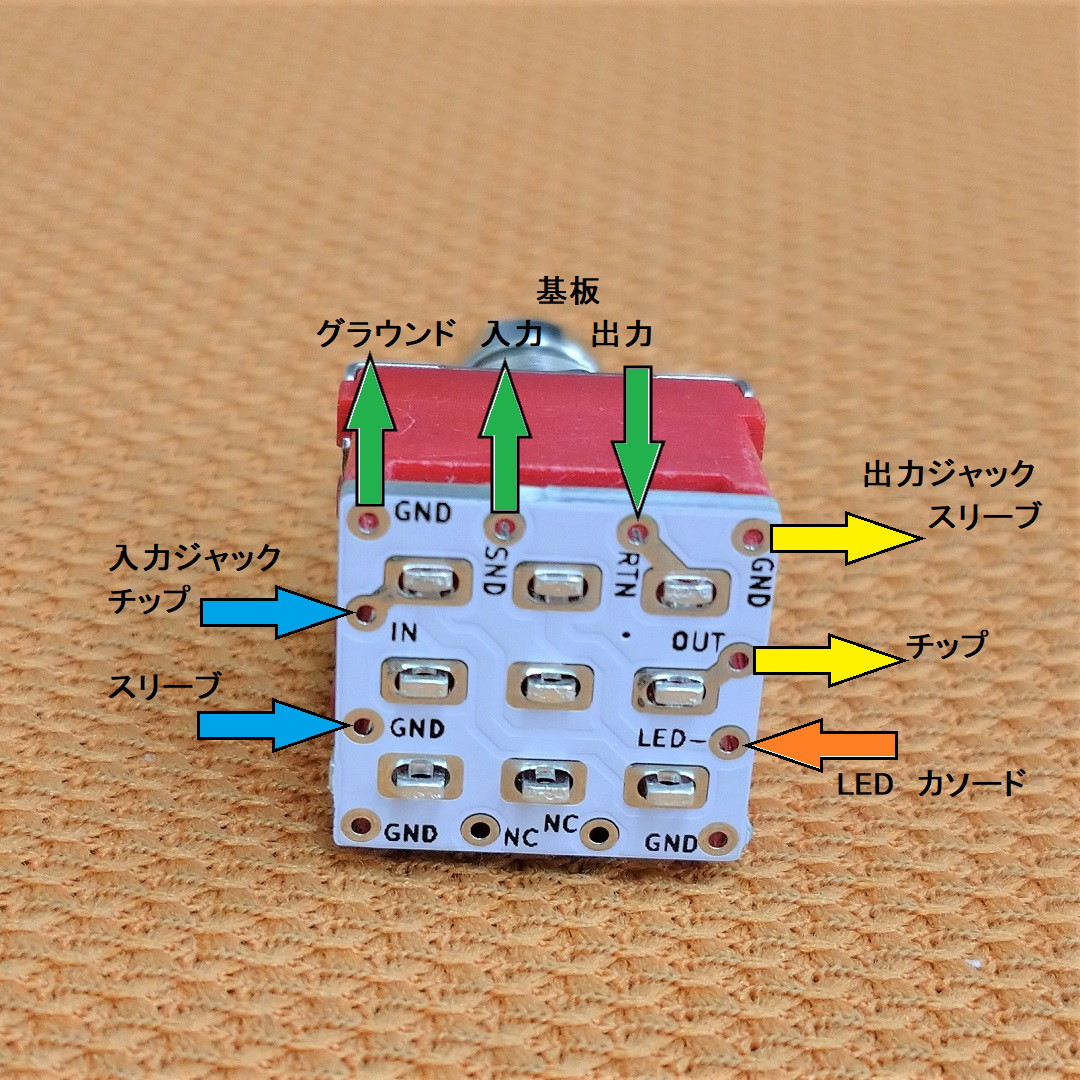 基板
グラウンド 入力 出力
出力ジャック
スリーブ
GND
SND
RTN
GND
入力ジャック
チップ
IN
OUT
チップ
スリーブ
GND
LED-
LED カソード
GND
NC
NC
GND